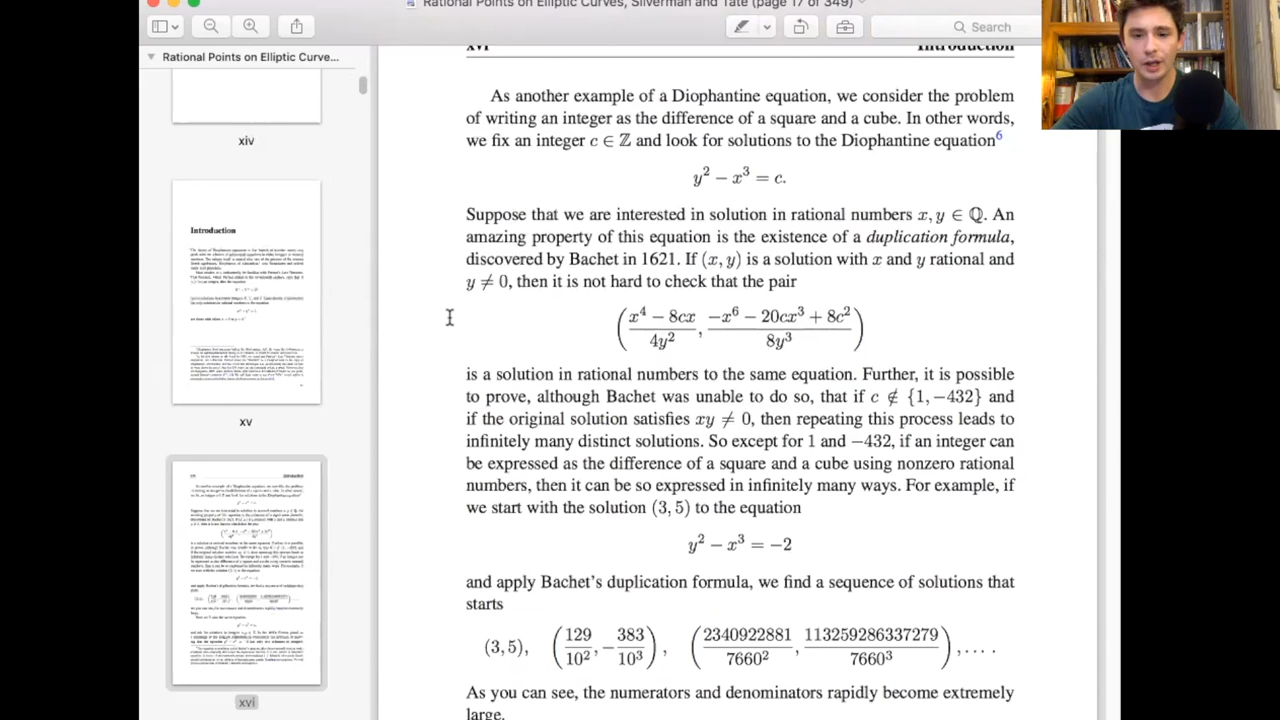 Rational Points on Elliptic Curves, Silverman and Tate (page 17 of 349)
Search
Rational Points on Elliptic Curve...
xiv
Introduction
xv
xvi
xvi Introduction
As another example of a Diophantine equation, we consider the problem
of writing an integer as the difference of a square and a cube. In other words,
we fix an integer c ∈ ℤ and look for solutions to the Diophantine equation⁶
y² − x³ = c.
Suppose that we are interested in solution in rational numbers x, y ∈ ℚ. An
amazing property of this equation is the existence of a duplication formula,
discovered by Bachet in 1621. If (x, y) is a solution with x and y rational and
y ≠ 0, then it is not hard to check that the pair
( (x⁴ − 8cx)/(4y²), (−x⁶ − 20cx³ + 8c²)/(8y³) )
is a solution in rational numbers to the same equation. Further, it is possible
to prove, although Bachet was unable to do so, that if c ∉ {1, −432} and
if the original solution satisfies xy ≠ 0, then repeating this process leads to
infinitely many distinct solutions. So except for 1 and −432, if an integer can
be expressed as the difference of a square and a cube using nonzero rational
numbers, then it can be so expressed in infinitely many ways. For example, if
we start with the solution (3, 5) to the equation
y² − x³ = −2
and apply Bachet's duplication formula, we find a sequence of solutions that
starts
(3, 5), (129/10², −383/10³), (2340922881/7660², 113259286337279/7660³), ....
As you can see, the numerators and denominators rapidly become extremely
large.